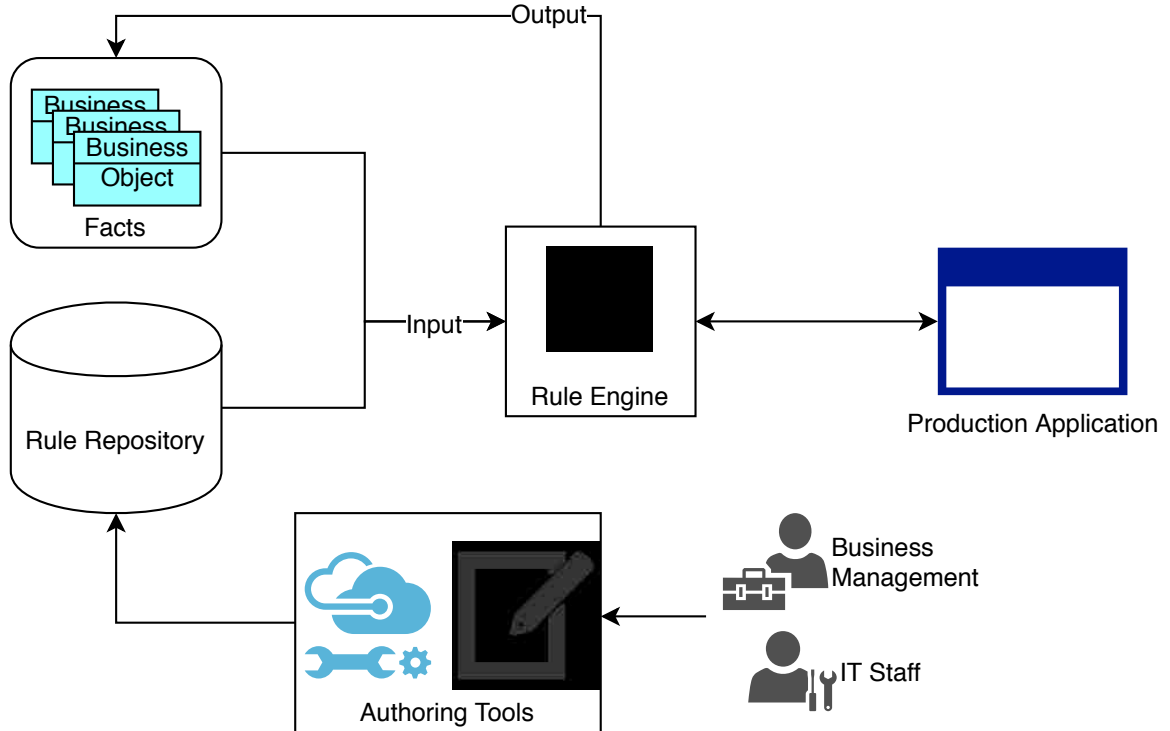 Output
Business
Business
Business
Object
Facts
Input
Rule Engine
Production Application
Rule Repository
Business
Management
IT Staff
Authoring Tools